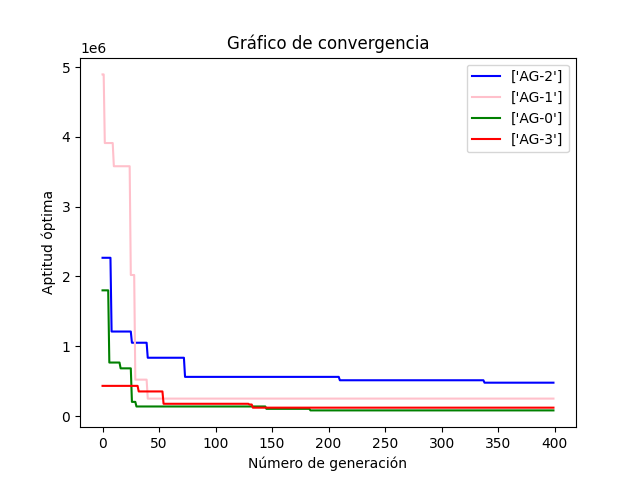 Gráfico de convergencia
1e6
5
4
3
2
1
0
Aptitud óptima
['AG-2']
['AG-1']
['AG-0']
['AG-3']
0 50 100 150 200 250 300 350 400
Número de generación